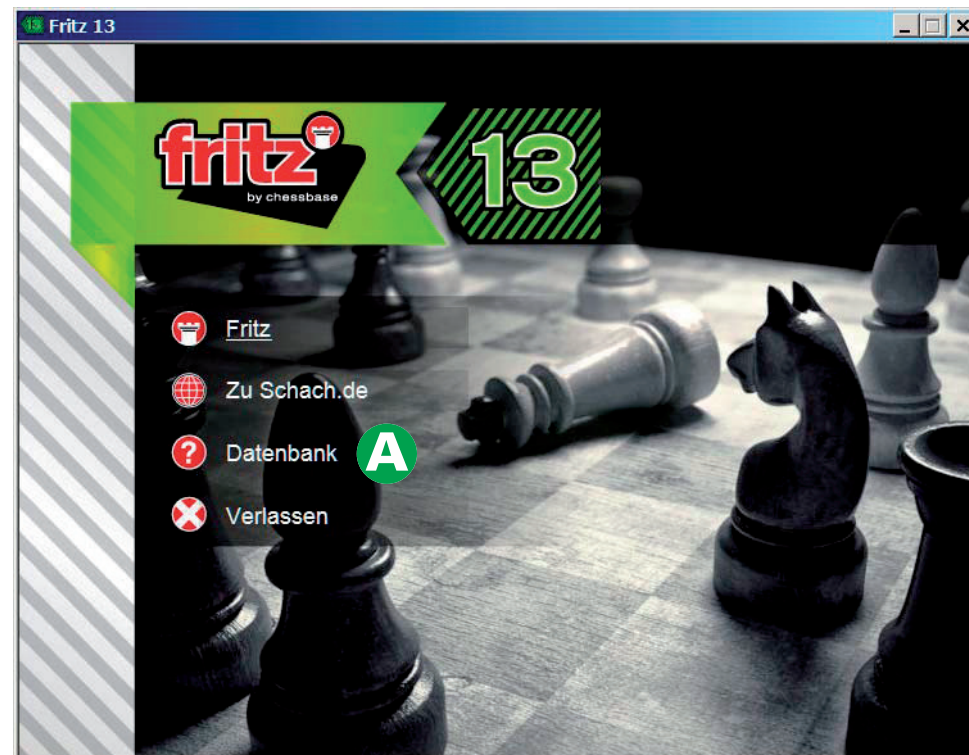 Fritz 13
fritz
by chessbase
13
Fritz
Zu Schach.de
? Datenbank A
Verlassen